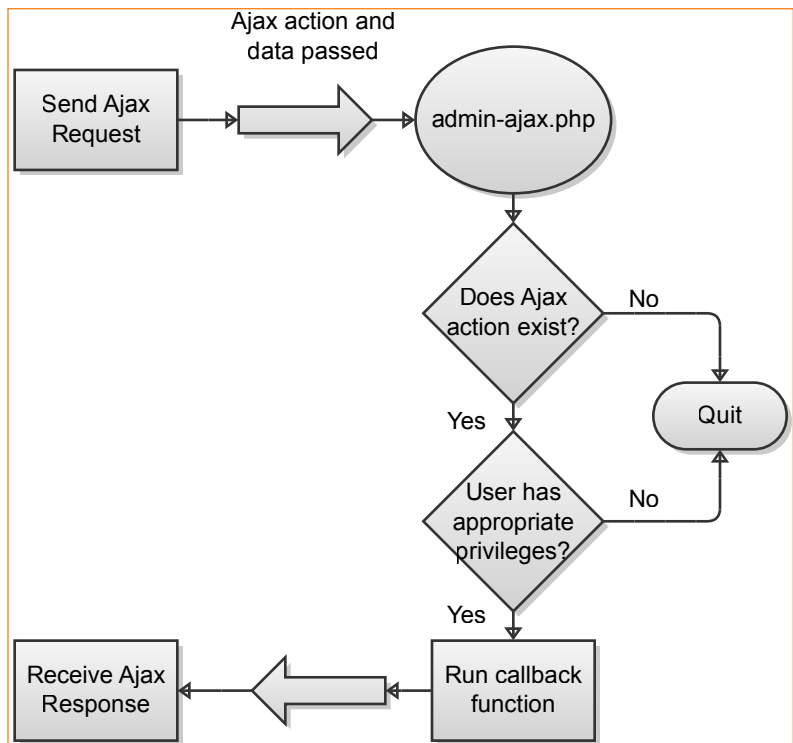 Ajax action and
data passed
Send Ajax
Request
admin-ajax.php
Does Ajax
action exist?
No
Quit
Yes
User has
appropriate
privileges?
No
Yes
Receive Ajax
Response
Run callback
function